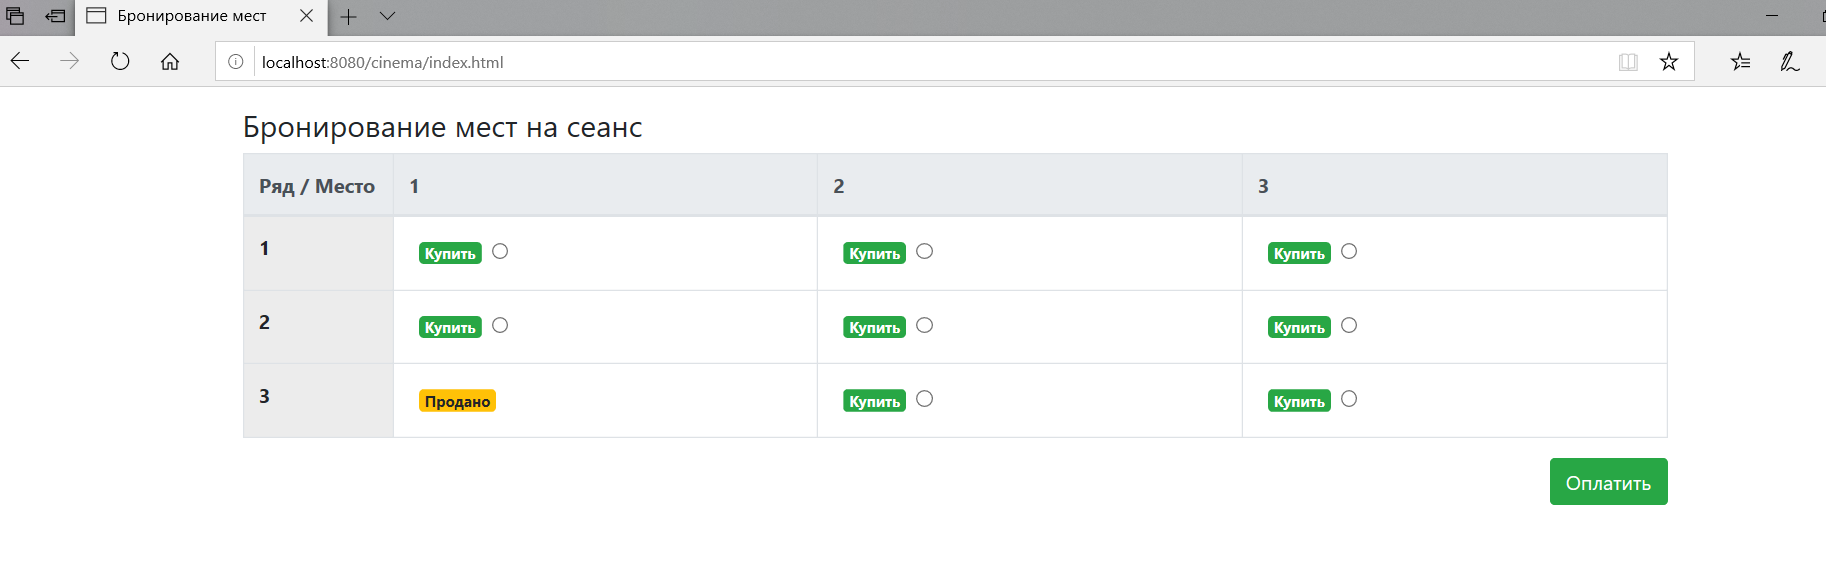 Бронирование мест
localhost:8080/cinema/index.html
Бронирование мест на сеанс
Ряд / Место 1 2 3
1 Купить Купить Купить
2 Купить Купить Купить
3 Продано Купить Купить
Оплатить